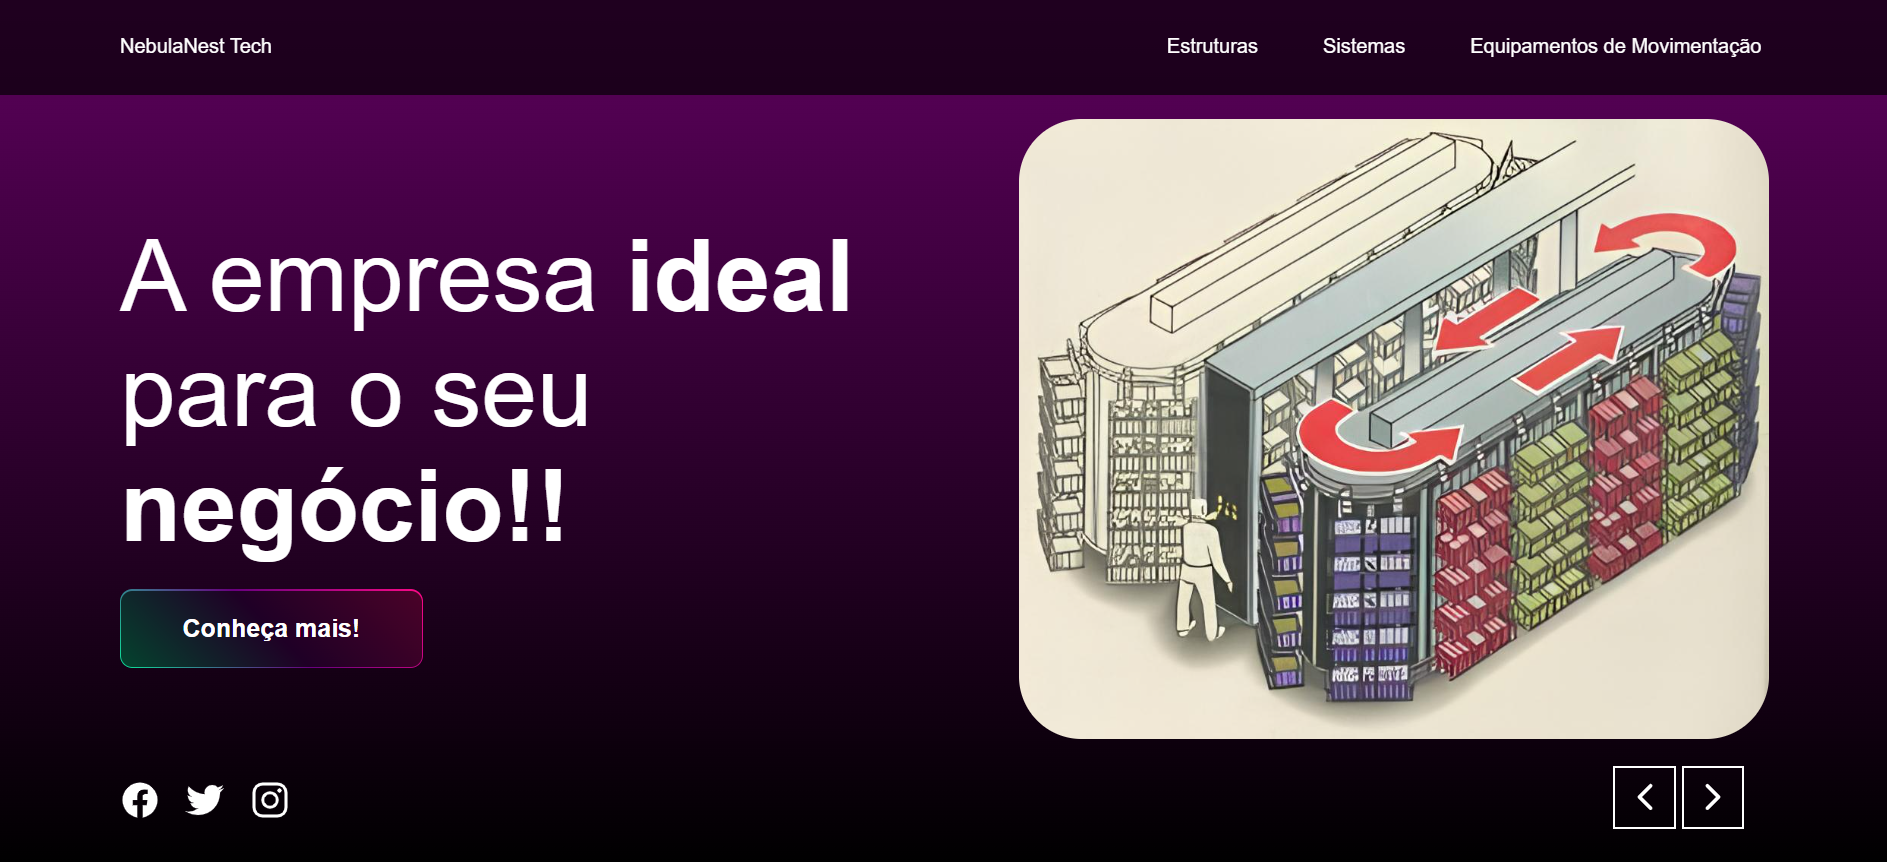 NebulaNest Tech
Estruturas Sistemas Equipamentos de Movimentação
A empresa ideal
para o seu
negócio!!
Conheça mais!